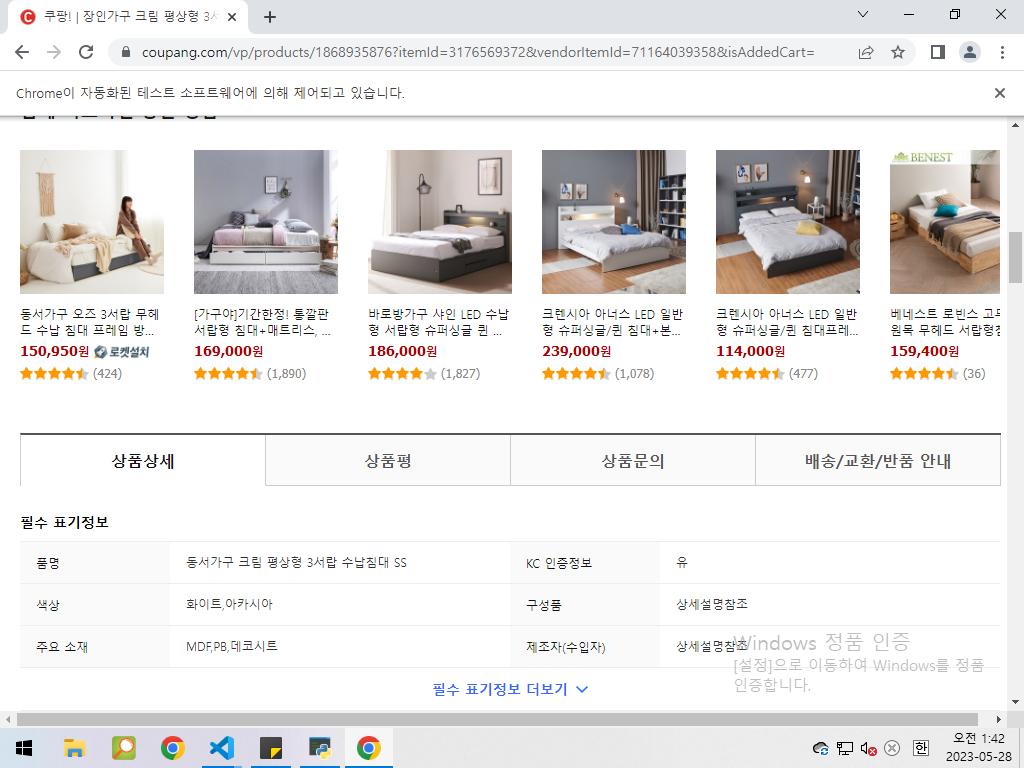 쿠팡! | 장인가구 크림 평상형 3서
coupang.com/vp/products/1868935876?itemId=3176569372&vendorItemId=71164039358&isAddedCart=
Chrome이 자동화된 테스트 소프트웨어에 의해 제어되고 있습니다.
BENEST
동서가구 오즈 3서랍 무헤드 수납 침대 프레임 방...
150,950원 로켓설치
(424)
[가구야]기간한정! 통깔판 서랍형 침대+매트리스, ...
169,000원
(1,890)
바로방가구 샤인 LED 수납형 서랍형 슈퍼싱글 퀸 ...
186,000원
(1,827)
크렌시아 아너스 LED 일반형 슈퍼싱글/퀸 침대+본...
239,000원
(1,078)
크렌시아 아너스 LED 일반형 슈퍼싱글/퀸 침대프레...
114,000원
(477)
베네스트 로빈스 고무
원목 무헤드 서랍형침
159,400원
(36)
상품상세 상품평 상품문의 배송/교환/반품 안내
필수 표기정보
품명 동서가구 크림 평상형 3서랍 수납침대 SS KC 인증정보 유
색상 화이트,아카시아 구성품 상세설명참조
주요 소재 MDF,PB,데코시트 제조자(수입자) 상세설명참조
필수 표기정보 더보기
Windows 정품 인증
[설정]으로 이동하여 Windows를 정품
인증합니다.
한
오전 1:42
2023-05-28